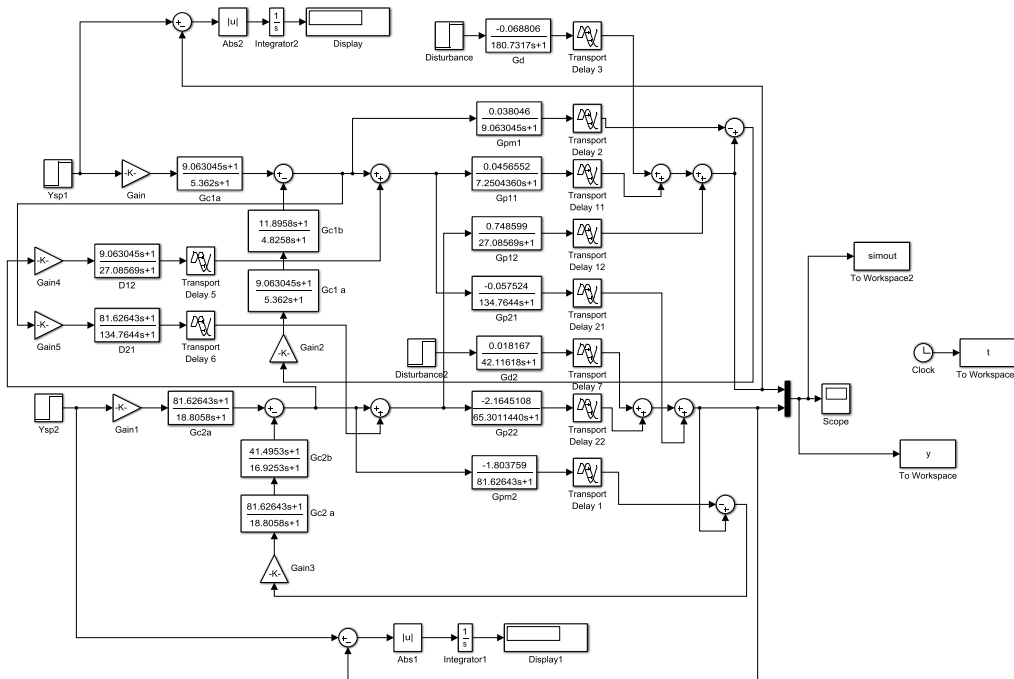 |u|
1
s
Abs2
Integrator2
Display
Disturbance
-0.068806
180.7317s+1
Gd
Transport
Delay 3
0.038046
9.063045s+1
Gpm1
Transport
Delay 2
Ysp1
-K-
Gain
9.063045s+1
5.362s+1
Gc1a
0.0456552
7.2504360s+1
Gp11
Transport
Delay 11
11.8958s+1
4.8258s+1
Gc1b
0.748599
27.08569s+1
Gp12
Transport
Delay 12
simout
To Workspace2
-K-
Gain4
9.063045s+1
27.08569s+1
D12
Transport
Delay 5
9.063045s+1
5.362s+1
Gc1 a
-0.057524
134.7644s+1
Gp21
Transport
Delay 21
-K-
Gain5
81.62643s+1
134.7644s+1
D21
Transport
Delay 6
-K-
Gain2
Disturbance2
0.018167
42.11618s+1
Gd2
Transport
Delay 7
Clock
t
To Workspace
Ysp2
-K-
Gain1
81.62643s+1
18.8058s+1
Gc2a
-2.1645108
65.3011440s+1
Gp22
Transport
Delay 22
Scope
41.4953s+1
16.9253s+1
Gc2b
y
To Workspace
-1.803759
81.62643s+1
Gpm2
Transport
Delay 1
81.62643s+1
18.8058s+1
Gc2 a
-K-
Gain3
|u|
1
s
Abs1
Integrator1
Display1